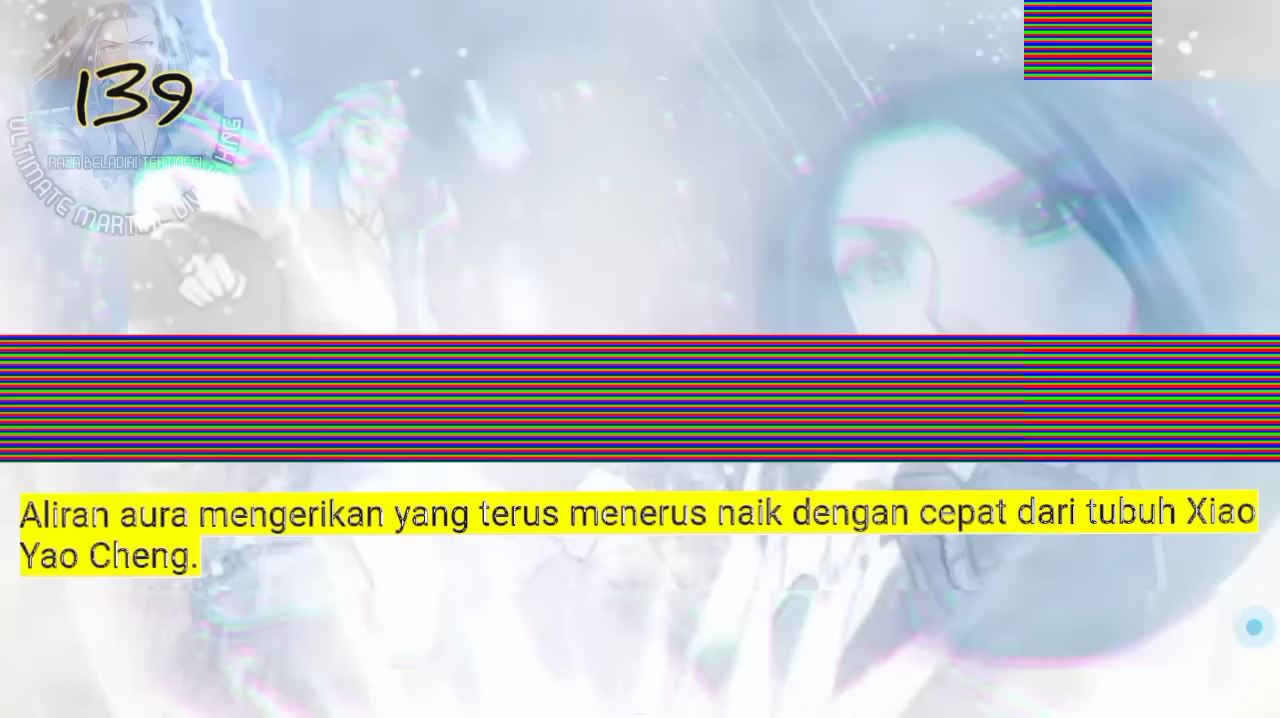 139
RAJA BELADIRI TERTINGGI
ULTIMATE MARTIAL
Aliran aura mengerikan yang terus menerus naik dengan cepat dari tubuh Xiao
Yao Cheng.